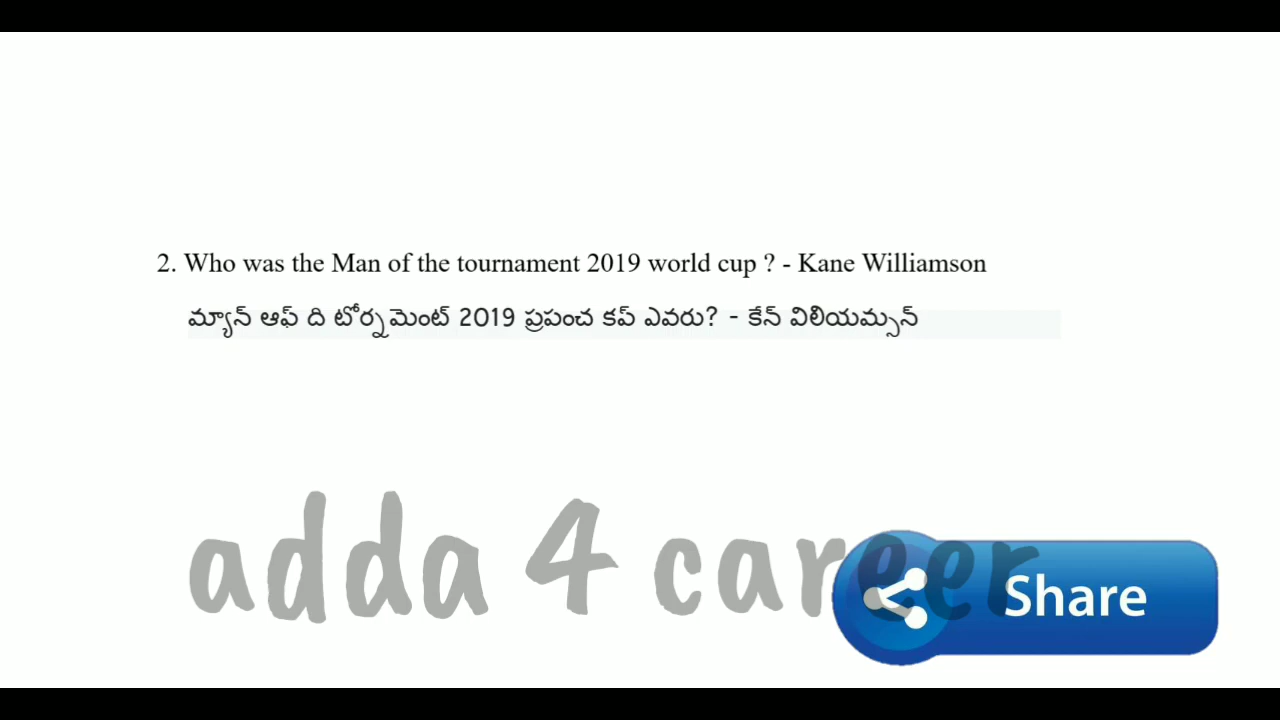 2. Who was the Man of the tournament 2019 world cup ? - Kane Williamson
మ్యాన్ ఆఫ్ ది టోర్నమెంట్ 2019 ప్రపంచ కప్ ఎవరు? - కేన్ విలియమ్సన్
adda 4 career
Share